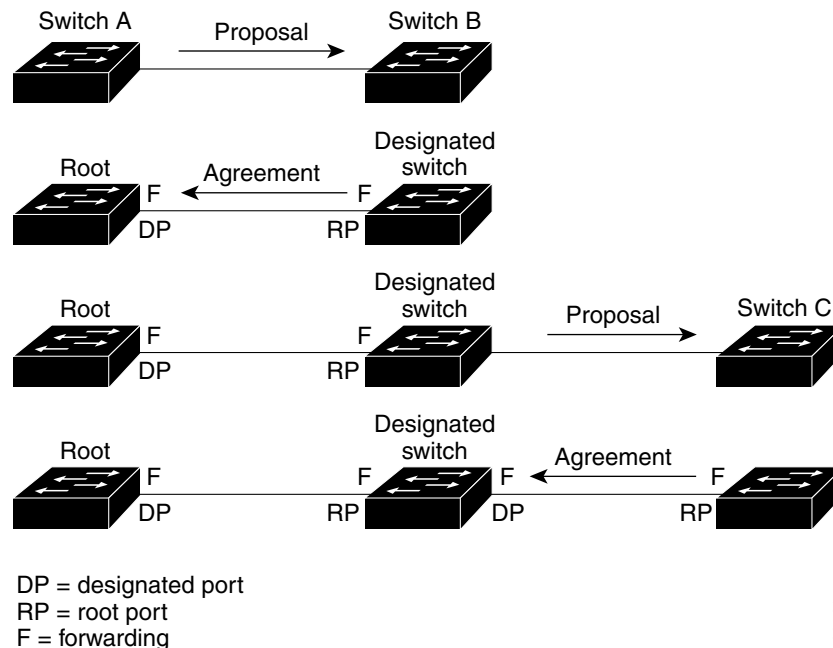 Switch A
Proposal
Switch B
Root
Designated
switch
F
Agreement
F
DP
RP
Root
Designated
switch
Proposal
Switch C
F
F
DP
RP
Root
Designated
switch
F
F
F
Agreement
F
DP
RP
DP
RP
DP = designated port
RP = root port
F = forwarding